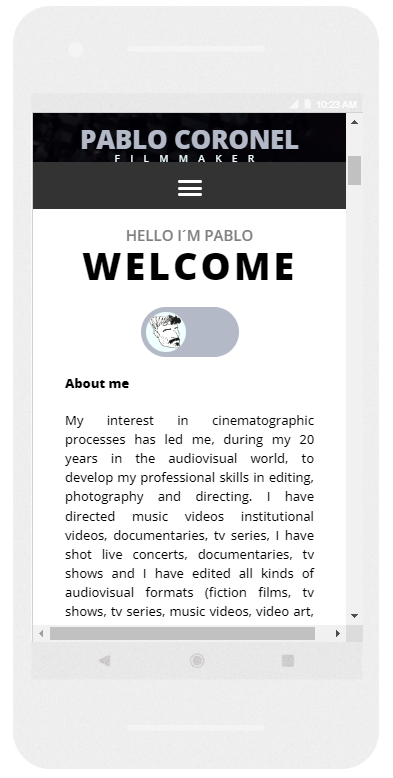 10:23 AM
PABLO CORONEL
FILMMAKER
HELLO I´M PABLO
WELCOME
About me
My interest in cinematographic
processes has led me, during my 20
years in the audiovisual world, to
develop my professional skills in editing,
photography and directing. I have
directed music videos institutional
videos, documentaries, tv series, I have
shot live concerts, documentaries, tv
shows and I have edited all kinds of
audiovisual formats (fiction films, tv
shows, tv series, music videos, video art,